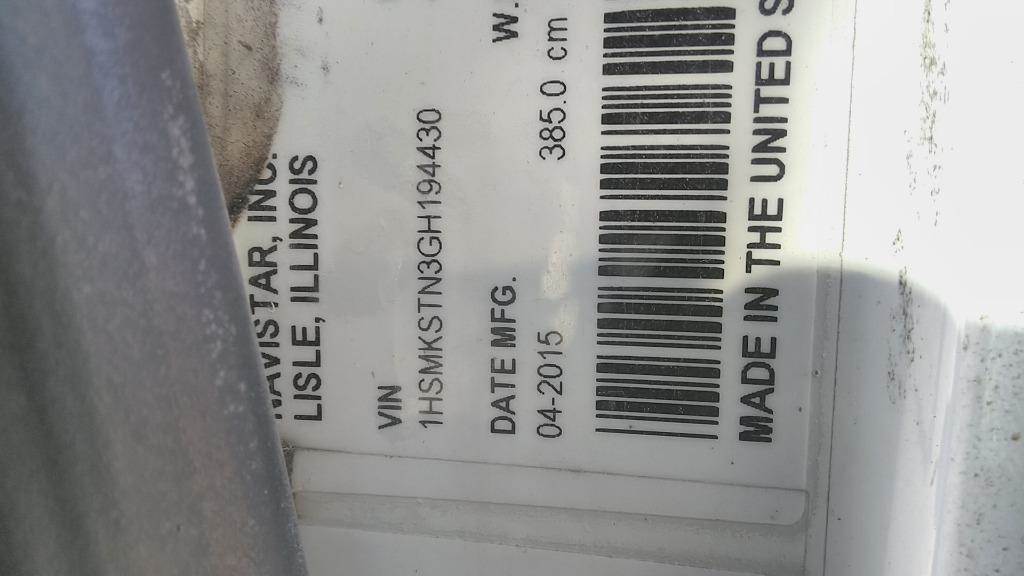 NAVISTAR, INC.
LISLE, ILLINOIS
VIN
1HSMKSTN3GH194430
DATE MFG. W.
04-2015 385.0 cm
MADE IN THE UNITED S